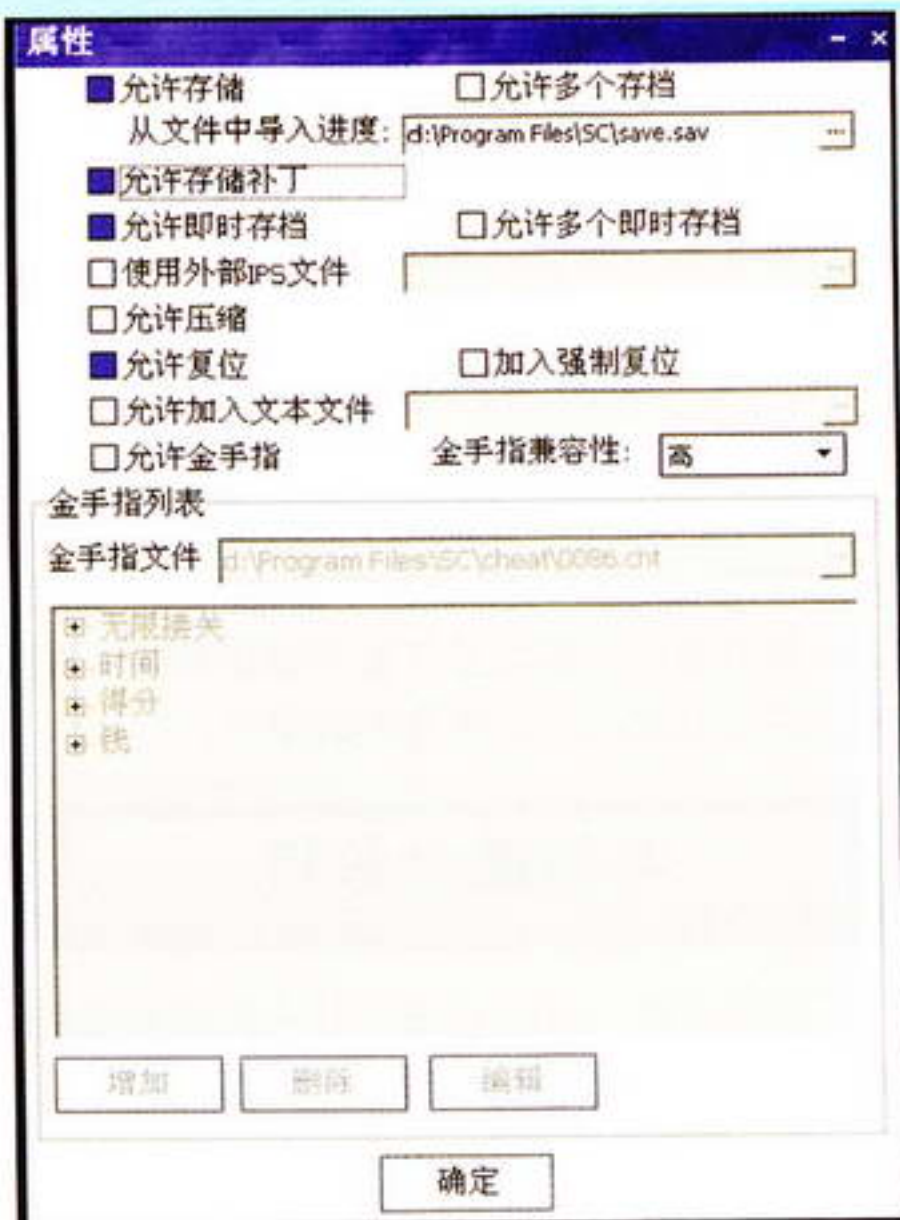 属性
允许存储 允许多个存档
从文件中导入进度: d:\Program Files\SC\save.sav ...
允许存储补丁
允许即时存档 允许多个即时存档
使用外部IPS文件
允许压缩
允许复位 加入强制复位
允许加入文本文件
允许金手指 金手指兼容性: 高
金手指列表
金手指文件 d:\Program Files\SC\cheat\0086.cht
无限接关
时间
得分
钱
增加 删除 编辑
确定